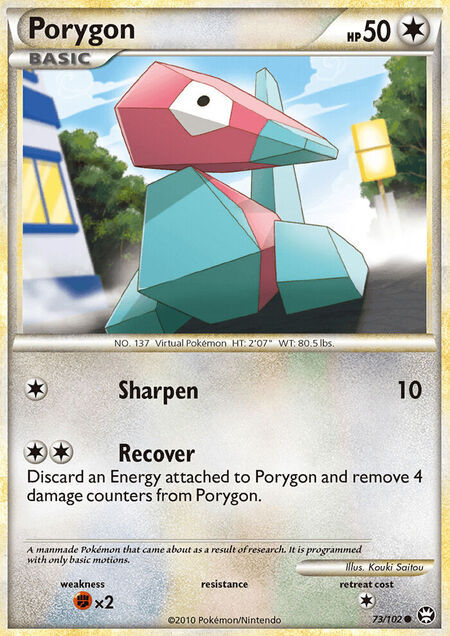 Porygon HP 50
BASIC
NO. 137 Virtual Pokémon HT: 2'07" WT: 80.5 lbs.
Sharpen 10
Recover
Discard an Energy attached to Porygon and remove 4
damage counters from Porygon.
A manmade Pokémon that came about as a result of research. It is programmed
with only basic motions.
Illus. Kouki Saitou
weakness resistance retreat cost
×2
73/102
©2010 Pokémon/Nintendo